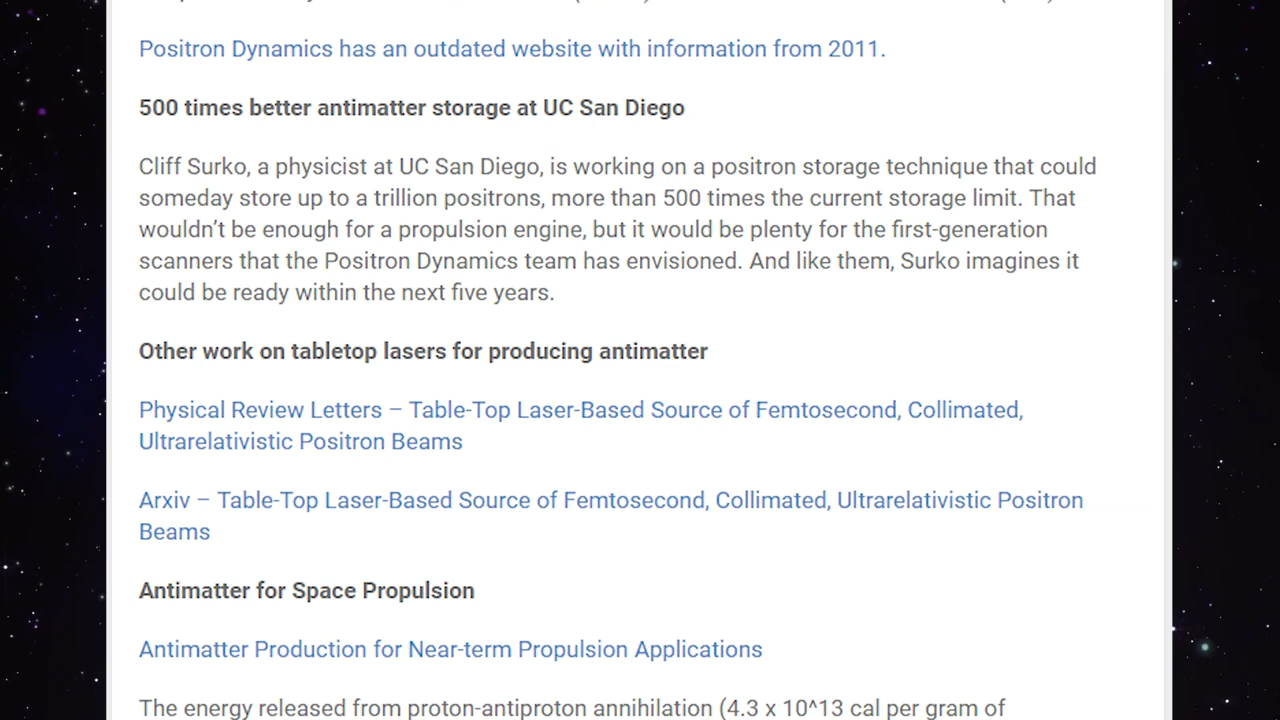 Positron Dynamics has an outdated website with information from 2011.
500 times better antimatter storage at UC San Diego
Cliff Surko, a physicist at UC San Diego, is working on a positron storage technique that could
someday store up to a trillion positrons, more than 500 times the current storage limit. That
wouldn’t be enough for a propulsion engine, but it would be plenty for the first-generation
scanners that the Positron Dynamics team has envisioned. And like them, Surko imagines it
could be ready within the next five years.
Other work on tabletop lasers for producing antimatter
Physical Review Letters – Table-Top Laser-Based Source of Femtosecond, Collimated,
Ultrarelativistic Positron Beams
Arxiv – Table-Top Laser-Based Source of Femtosecond, Collimated, Ultrarelativistic Positron
Beams
Antimatter for Space Propulsion
Antimatter Production for Near-term Propulsion Applications
The energy released from proton-antiproton annihilation (4.3 x 10^13 cal per gram of